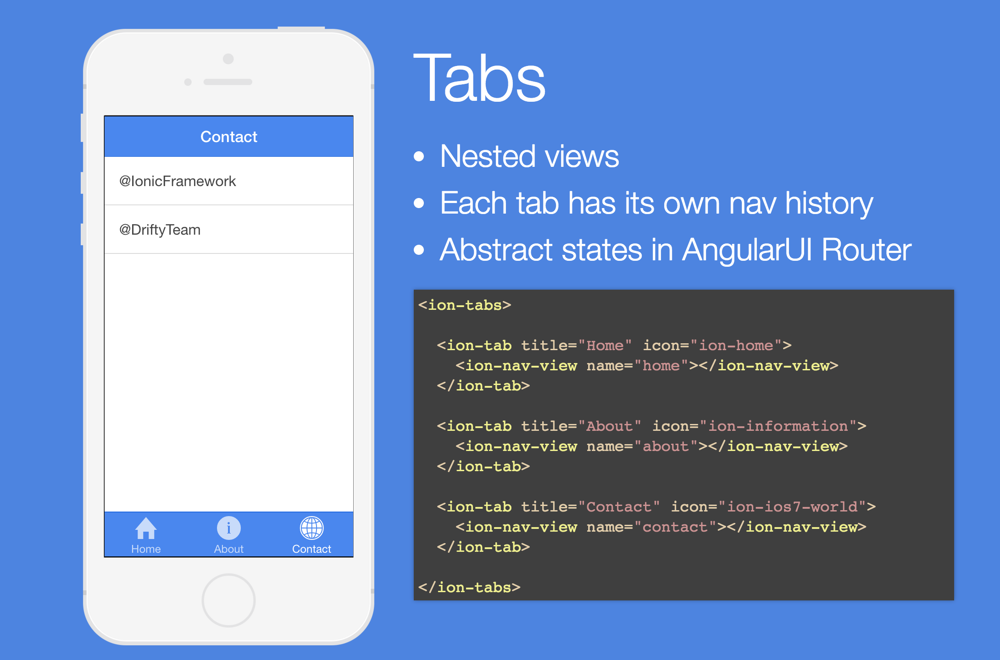 Contact
@IonicFramework
@DriftyTeam
Home
About
Contact
Tabs
• Nested views
• Each tab has its own nav history
• Abstract states in AngularUI Router
<ion-tabs>
  <ion-tab title="Home" icon="ion-home">
    <ion-nav-view name="home"></ion-nav-view>
  </ion-tab>
  <ion-tab title="About" icon="ion-information">
    <ion-nav-view name="about"></ion-nav-view>
  </ion-tab>
  <ion-tab title="Contact" icon="ion-ios7-world">
    <ion-nav-view name="contact"></ion-nav-view>
  </ion-tab>
</ion-tabs>